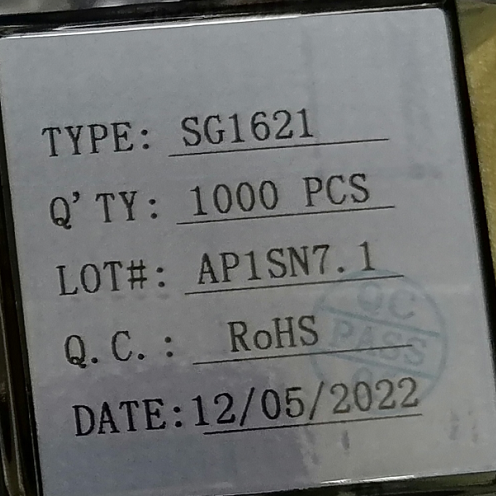 TYPE: SG1621
Q'TY: 1000 PCS
LOT#: AP1SN7.1
Q.C.: RoHS
QC
PASS
DATE:12/05/2022